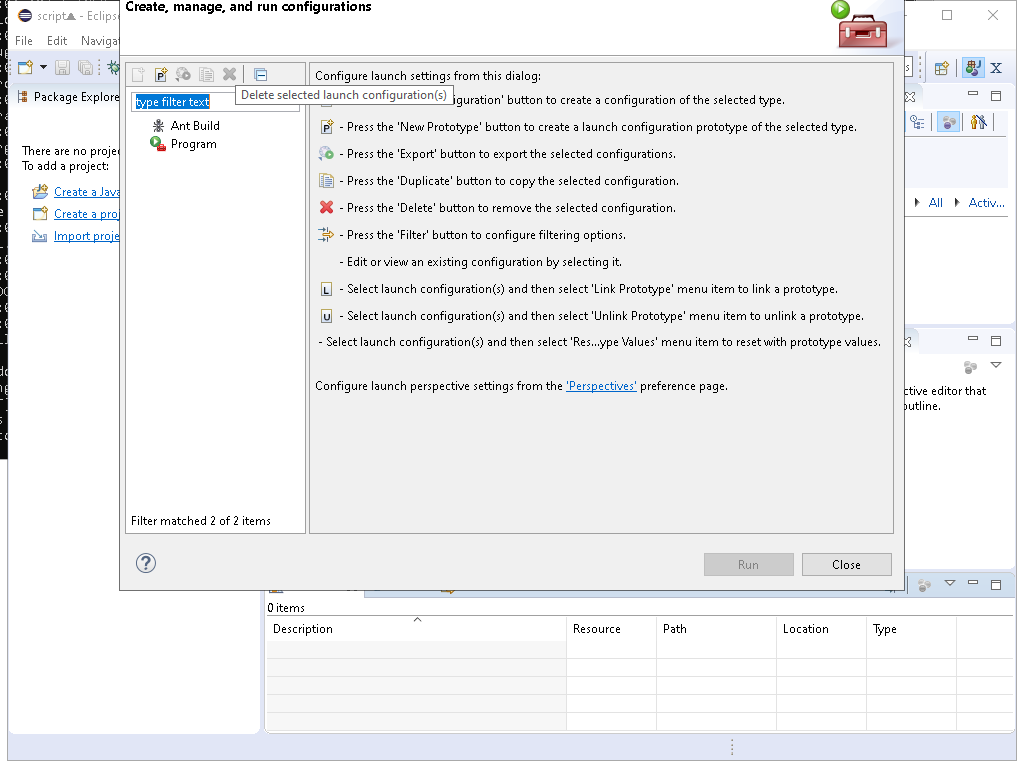 Create, manage, and run configurations
script - Eclips
File Edit Navigat
Package Explore
type filter text
Delete selected launch configuration(s)
Ant Build
Program
Filter matched 2 of 2 items
Configure launch settings from this dialog:
guration' button to create a configuration of the selected type.
P - Press the 'New Prototype' button to create a launch configuration prototype of the selected type.
- Press the 'Export' button to export the selected configurations.
- Press the 'Duplicate' button to copy the selected configuration.
- Press the 'Delete' button to remove the selected configuration.
- Press the 'Filter' button to configure filtering options.
- Edit or view an existing configuration by selecting it.
L - Select launch configuration(s) and then select 'Link Prototype' menu item to link a prototype.
U - Select launch configuration(s) and then select 'Unlink Prototype' menu item to unlink a prototype.
- Select launch configuration(s) and then select 'Res...ype Values' menu item to reset with prototype values.
Configure launch perspective settings from the 'Perspectives' preference page.
There are no projec
To add a project:
Create a Java
Create a proj
Import proje
All Activ...
ctive editor that
outline.
Run Close
0 items
Description Resource Path Location Type